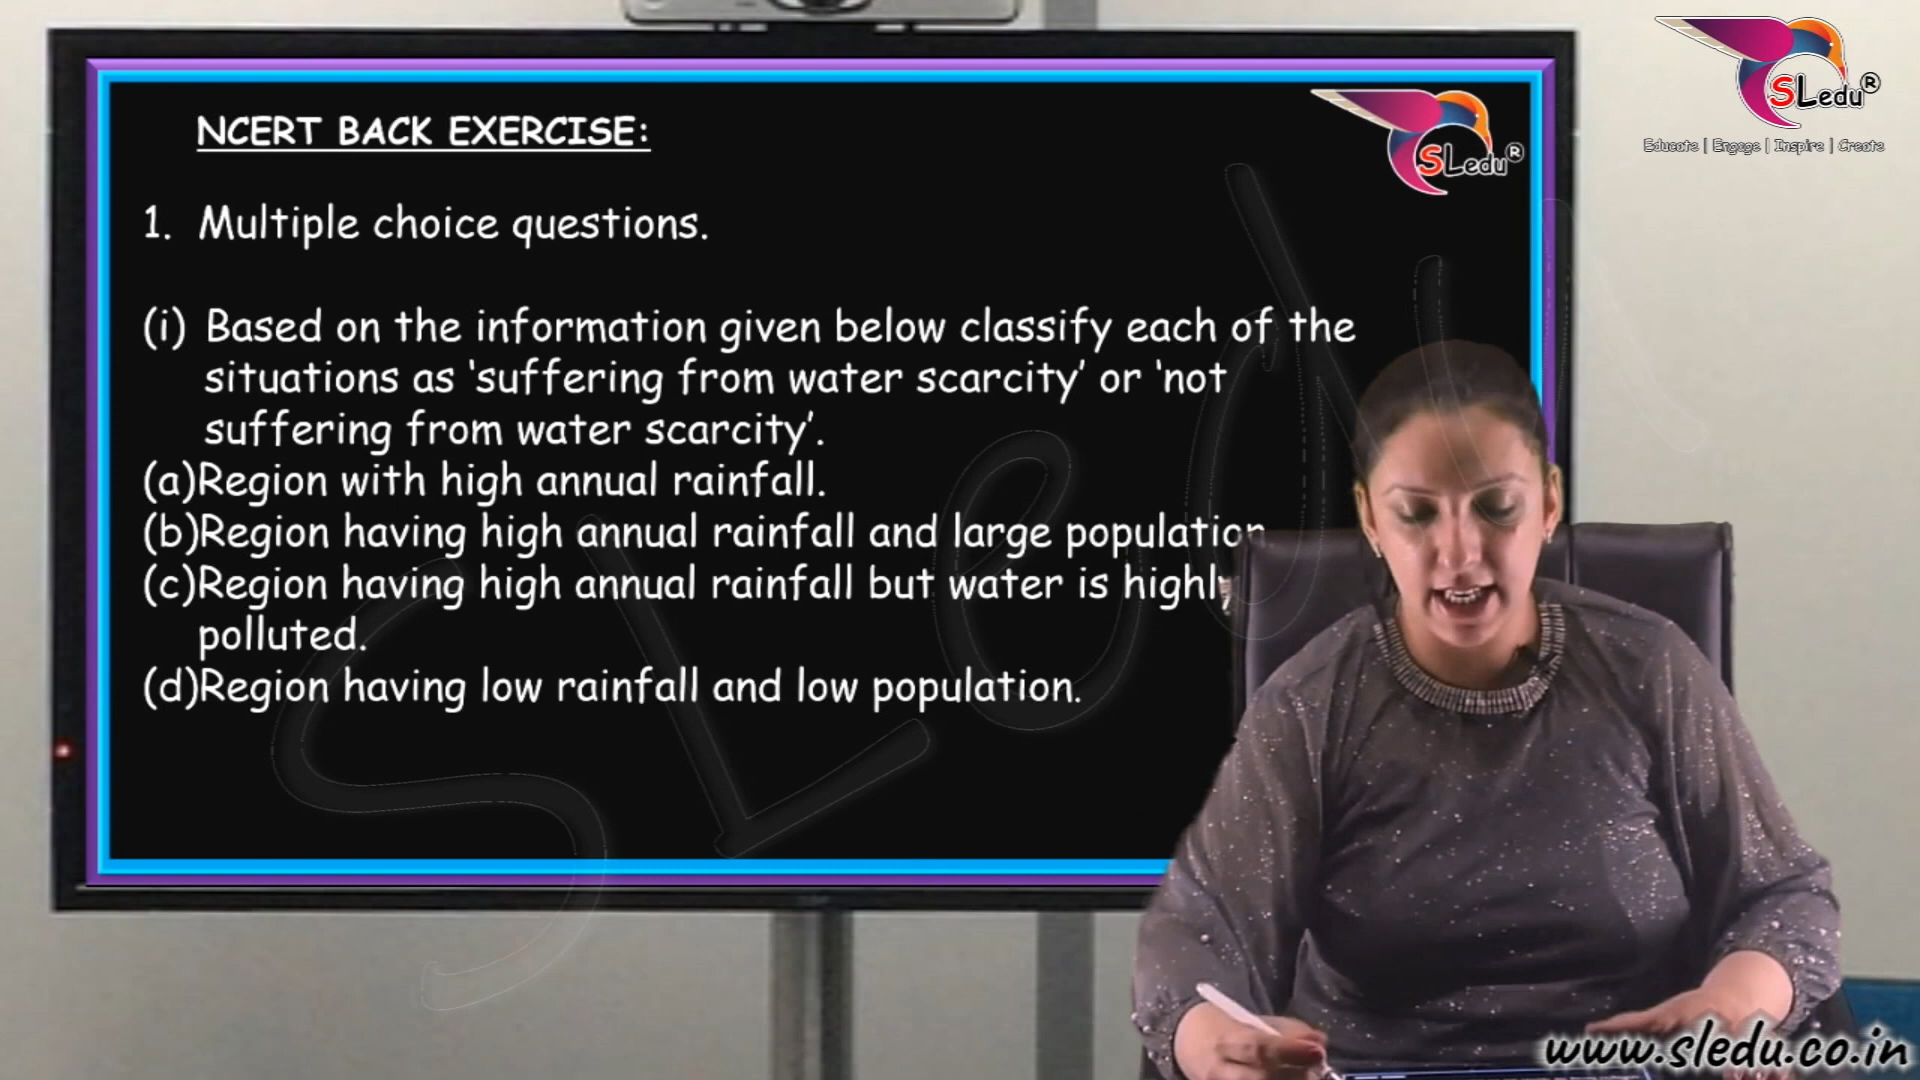 SLedu®
Educate | Engage | Inspire | Create
SLedu®
NCERT BACK EXERCISE:
1. Multiple choice questions.
(i) Based on the information given below classify each of the
situations as ‘suffering from water scarcity’ or ‘not
suffering from water scarcity’.
(a)Region with high annual rainfall.
(b)Region having high annual rainfall and large population
(c)Region having high annual rainfall but water is highly
polluted.
(d)Region having low rainfall and low population.
SLedu
www.sledu.co.in